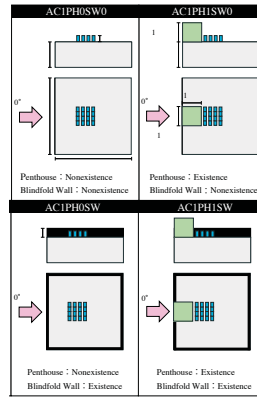 AC1PH0SW0
AC1PH1SW0
1
1
0°
0°
1
Penthouse：Nonexistence
Blindfold Wall：Nonexistence
Penthouse：Existence
Blindfold Wall；Nonexistence
AC1PH0SW
AC1PH1SW
0°
0°
Penthouse：Nonexistence
Blindfold Wall：Existence
Penthouse：Existence
Blindfold Wall：Existence